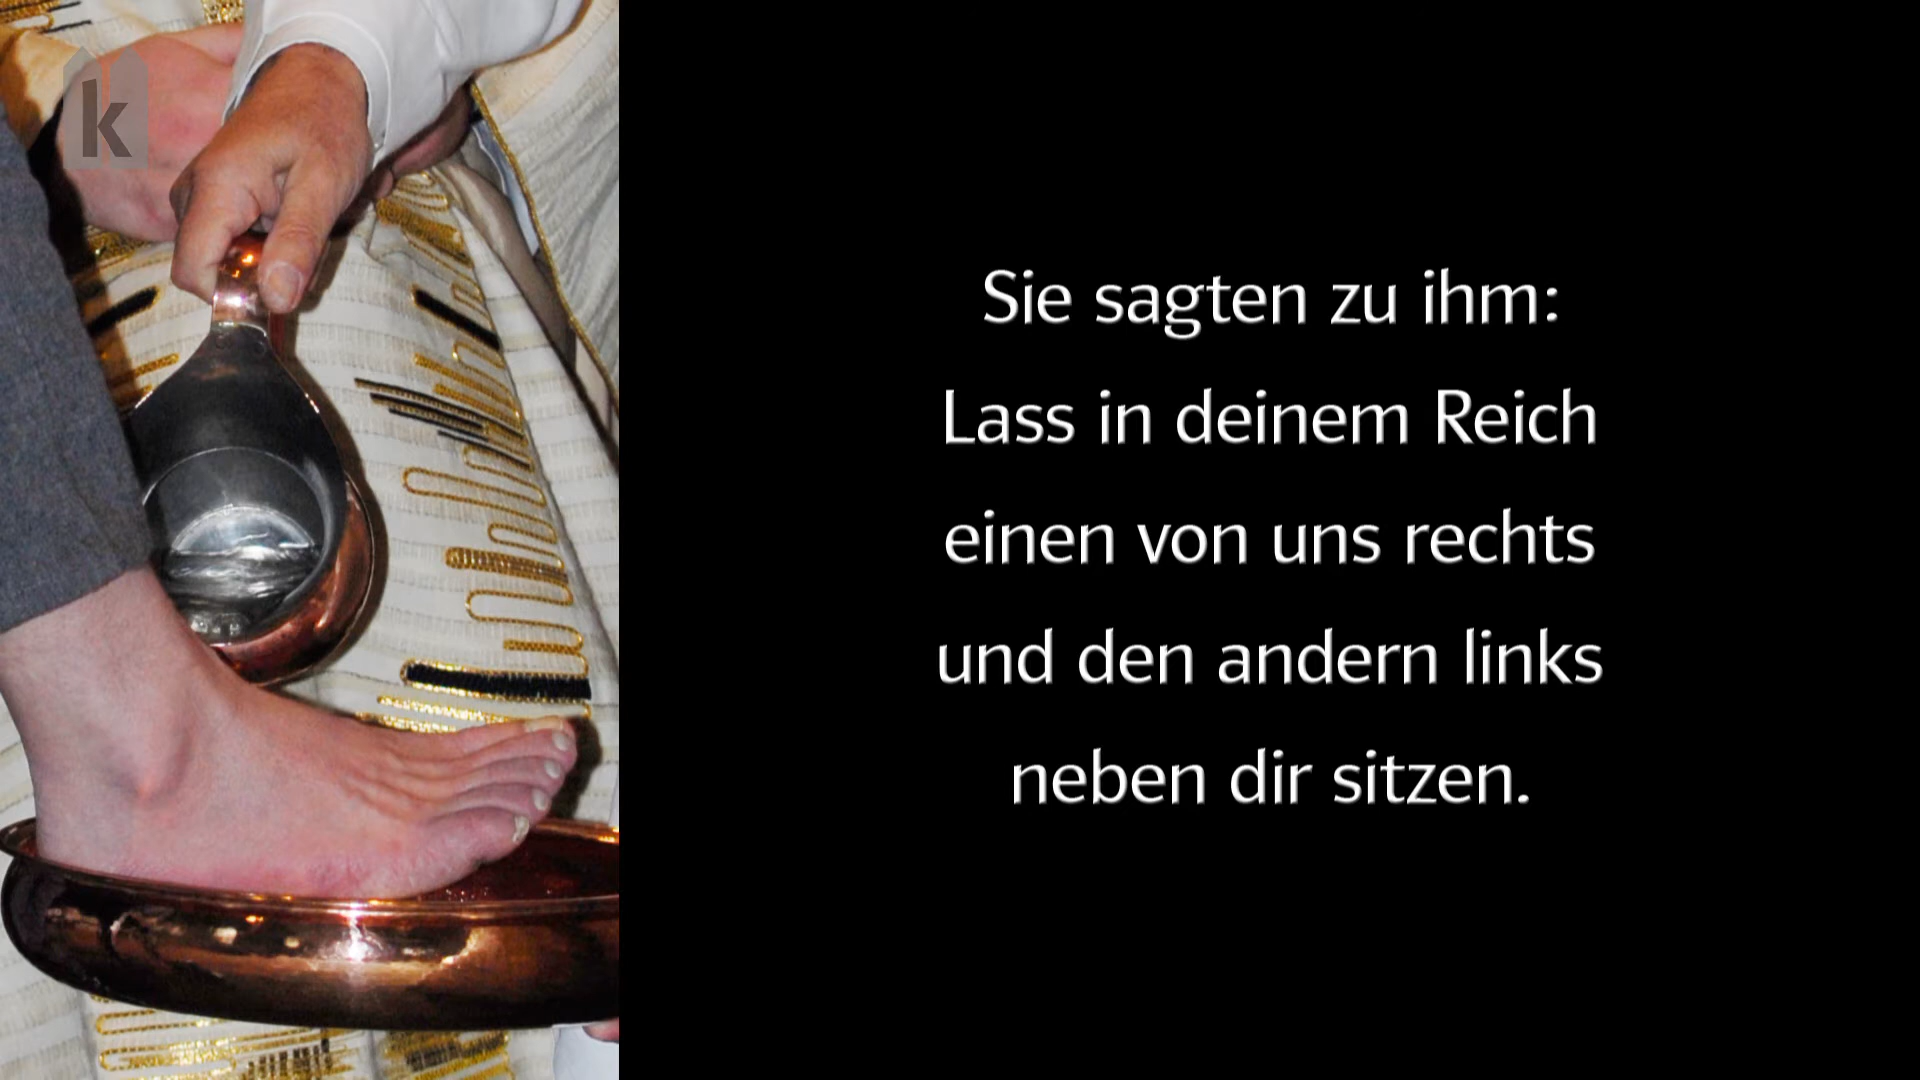 k
Sie sagten zu ihm:
Lass in deinem Reich
einen von uns rechts
und den andern links
neben dir sitzen.